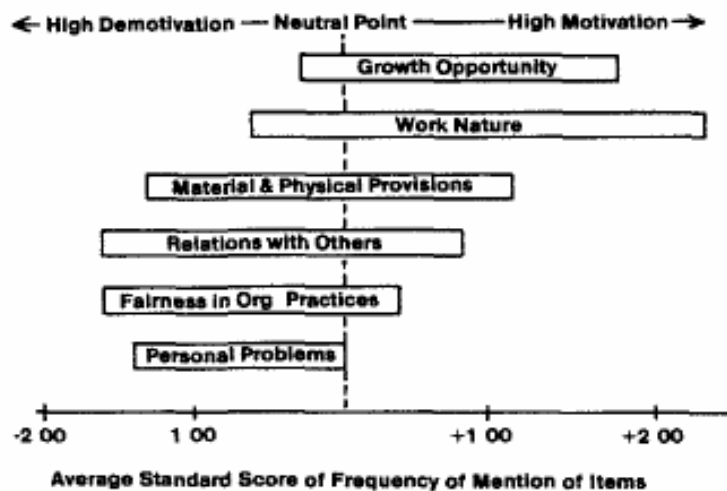 ← High Demotivation — Neutral Point — High Motivation →
Growth Opportunity
Work Nature
Material & Physical Provisions
Relations with Others
Fairness in Org Practices
Personal Problems
-2 00 1 00 +1 00 +2 00
Average Standard Score of Frequency of Mention of Items